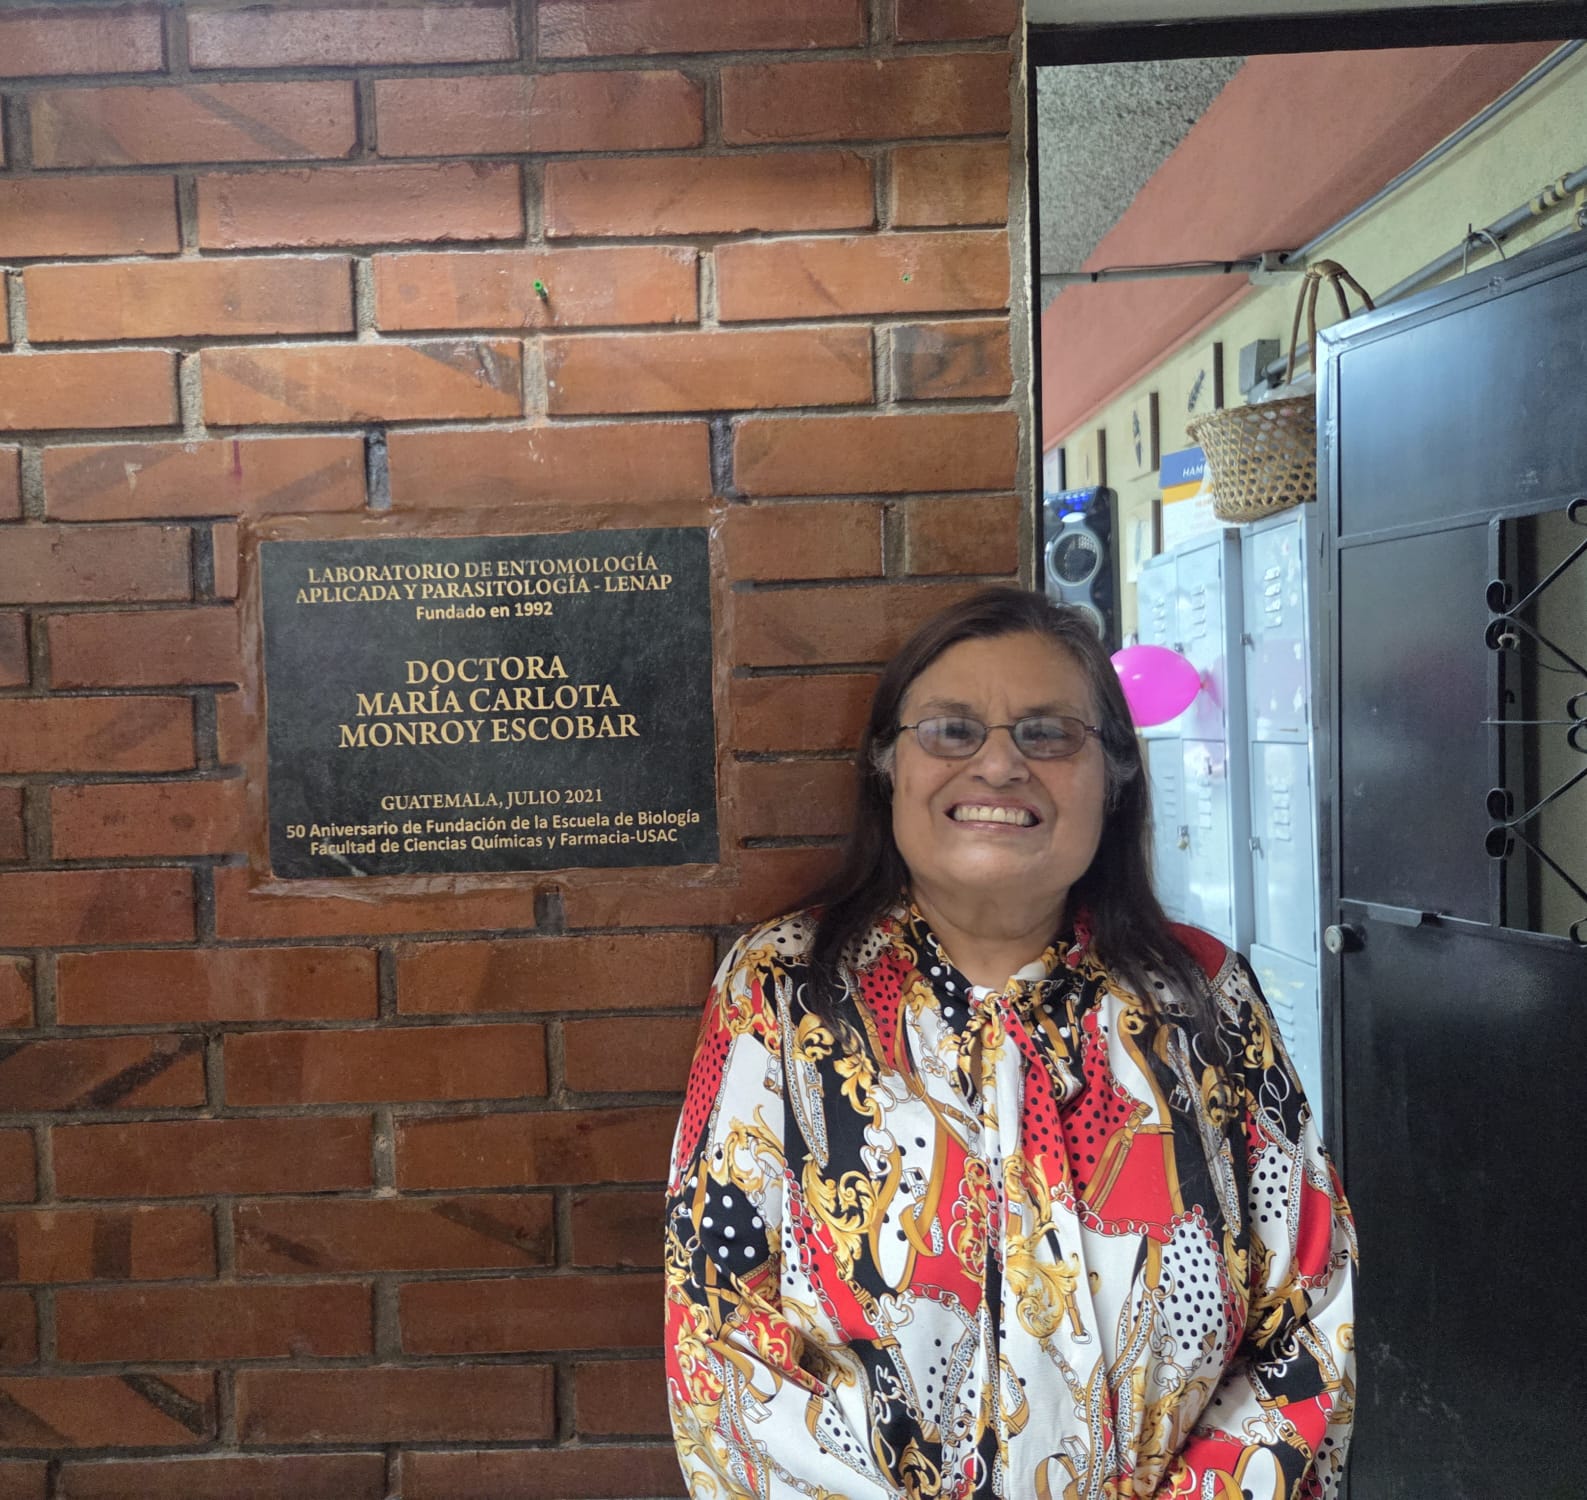 LABORATORIO DE ENTOMOLOGÍA
APLICADA Y PARASITOLOGÍA - LENAP
Fundado en 1992
DOCTORA
MARÍA CARLOTA
MONROY ESCOBAR
GUATEMALA, JULIO 2021
50 Aniversario de Fundación de la Escuela de Biología
Facultad de Ciencias Químicas y Farmacia-USAC